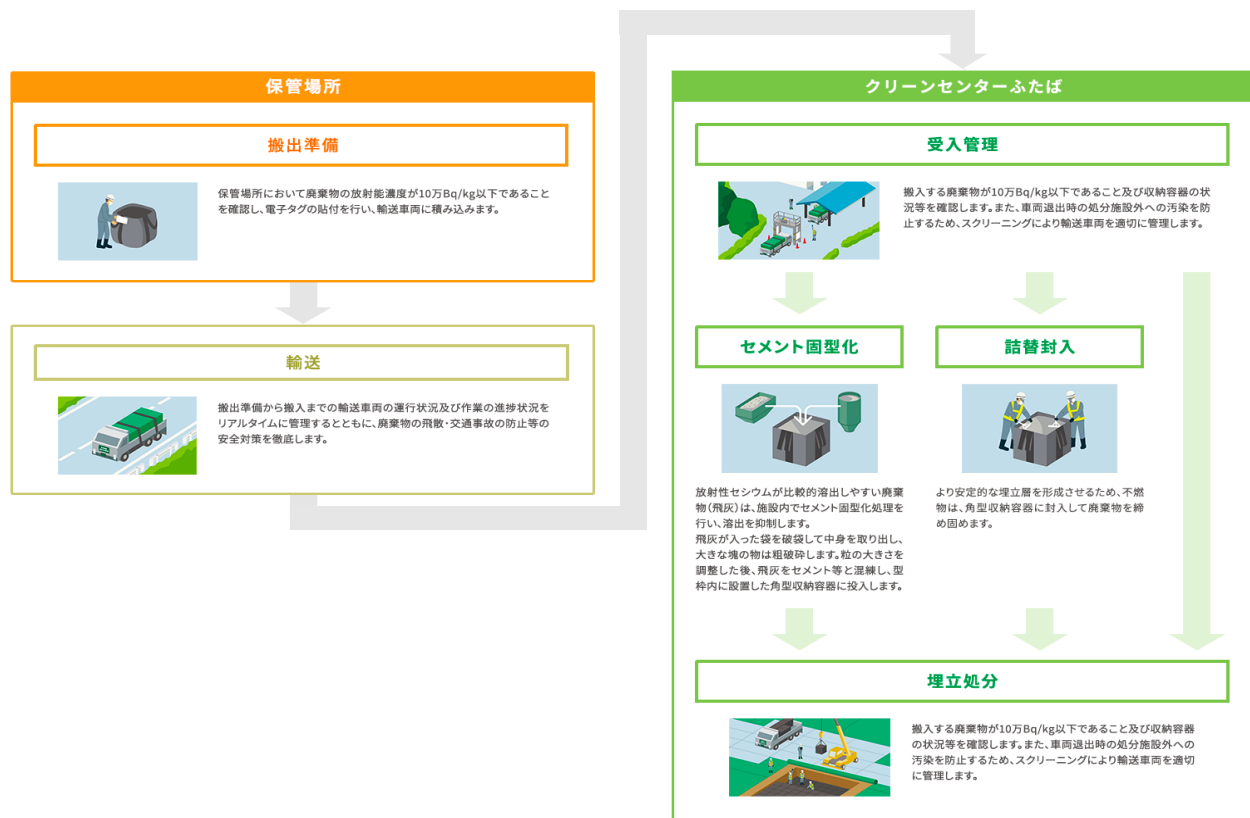 保管場所
搬出準備
保管場所において廃棄物の放射能濃度が10万Bq/kg以下であること
を確認し、電子タグの貼付を行い、輸送車両に積み込みます。
輸送
搬出準備から搬入までの輸送車両の運行状況及び作業の進捗状況を
リアルタイムに管理するとともに、廃棄物の飛散・交通事故の防止等の
安全対策を徹底します。
クリーンセンターふたば
受入管理
搬入する廃棄物が10万Bq/kg以下であること及び収納容器の状
況等を確認します。また、車両退出時の処分施設外への汚染を防
止するため、スクリーニングにより輸送車両を適切に管理します。
セメント固型化
放射性セシウムが比較的溶出しやすい廃棄
物（飛灰）は、施設内でセメント固型化処理を
行い、溶出を抑制します。
飛灰が入った袋を破袋して中身を取り出し、
大きな塊の物は粗破砕します。粒の大きさを
調整した後、飛灰をセメント等と混練し、型
枠内に設置した角型収納容器に投入します。
詰替封入
より安定的な埋立層を形成させるため、不燃
物は、角型収納容器に封入して廃棄物を締
め固めます。
埋立処分
搬入する廃棄物が10万Bq/kg以下であること及び収納容器
の状況等を確認します。また、車両退出時の処分施設外への
汚染を防止するため、スクリーニングにより輸送車両を適切
に管理します。